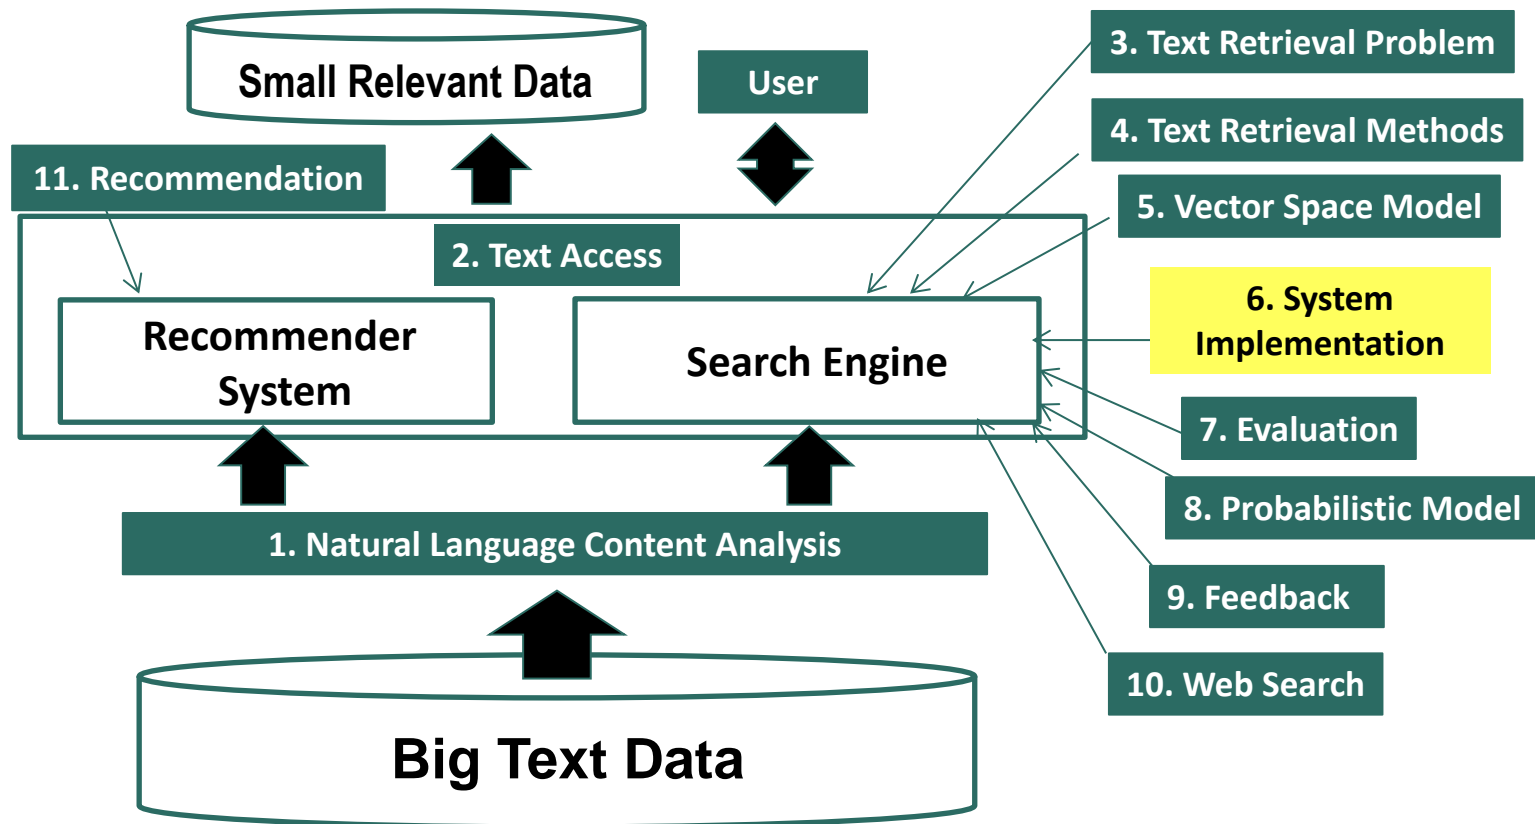 Small Relevant Data
User
3. Text Retrieval Problem
4. Text Retrieval Methods
11. Recommendation
5. Vector Space Model
2. Text Access
6. System
Implementation
Recommender
System
Search Engine
7. Evaluation
8. Probabilistic Model
1. Natural Language Content Analysis
9. Feedback
10. Web Search
Big Text Data